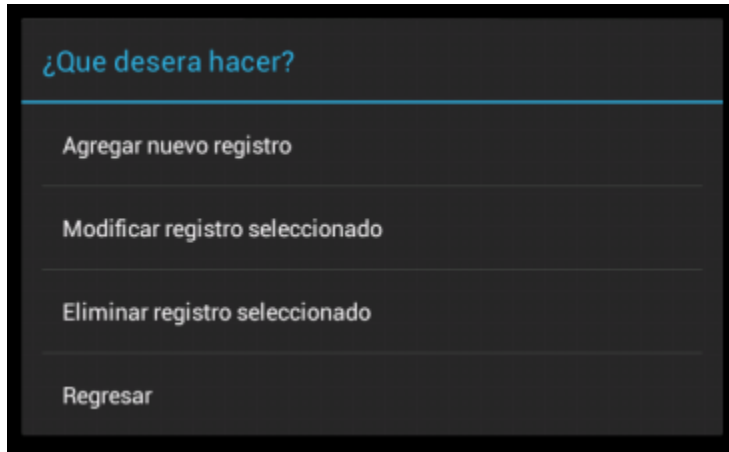 ¿Que desera hacer?
Agregar nuevo registro
Modificar registro seleccionado
Eliminar registro seleccionado
Regresar